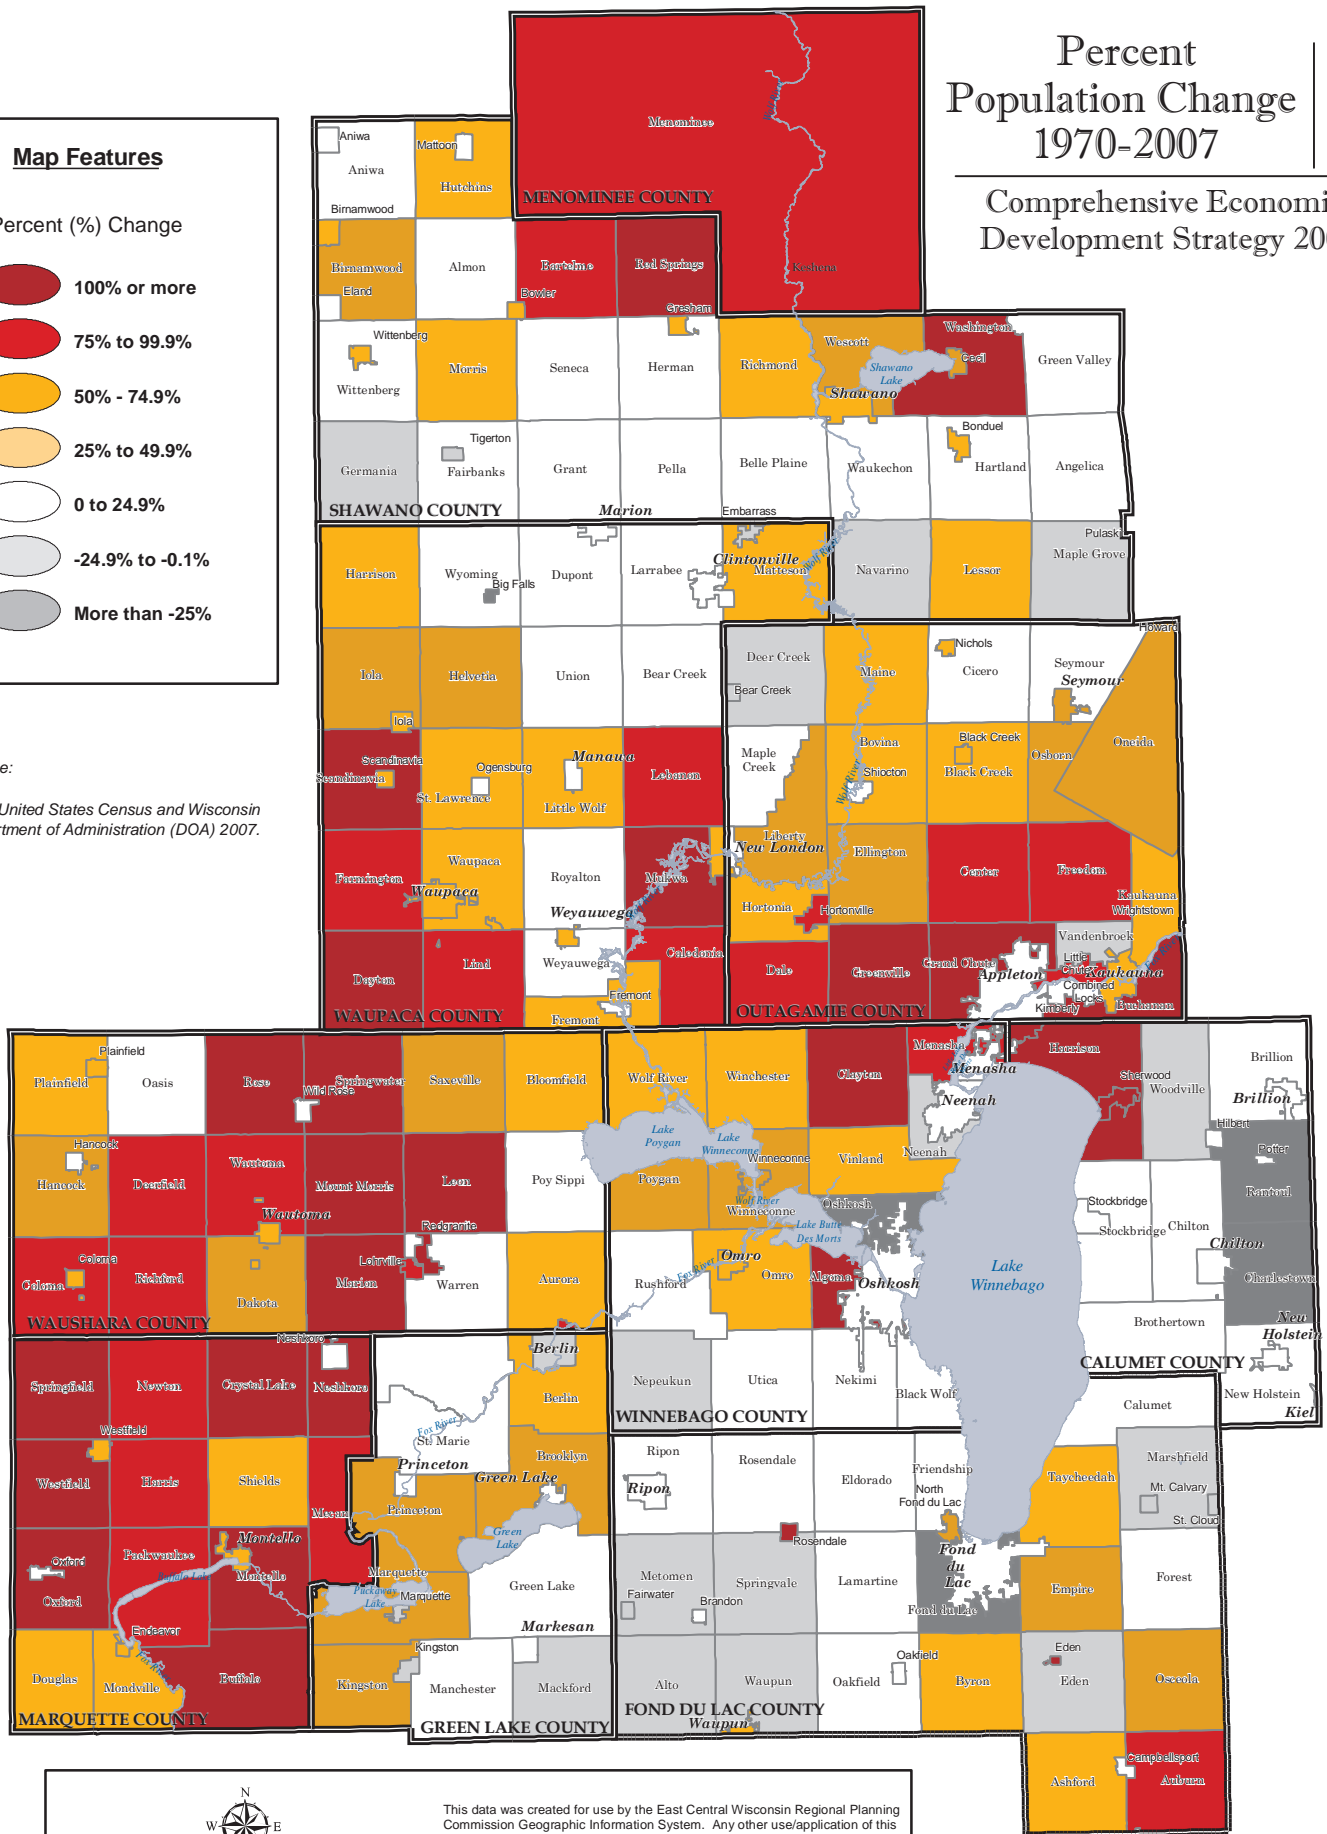 Percent
Population Change
1970-2007
Comprehensive Economi
Development Strategy 20
Map Features
Percent (%) Change
100% or more
75% to 99.9%
50% - 74.9%
25% to 49.9%
0 to 24.9%
-24.9% to -0.1%
More than -25%
e:
United States Census and Wisconsin
rtment of Administration (DOA) 2007.
Menominee
MENOMINEE COUNTY
Keshena
Aniwa
Aniwa
Mattoon
Hutchins
Birnamwood
Birnamwood
Almon
Bartelme
Red Springs
Eland
Bowler
Gresham
Wittenberg
Wittenberg
Morris
Seneca
Herman
Richmond
Wescott
Washington
Cecil
Green Valley
Shawano
Lake
Shawano
Germania
Tigerton
Fairbanks
Grant
Pella
Belle Plaine
Waukechon
Bonduel
Hartland
Angelica
SHAWANO COUNTY
Marion
Embarrass
Harrison
Wyoming
Big Falls
Dupont
Larrabee
Clintonville
Matteson
Wolf River
Navarino
Lessor
Pulaski
Maple Grove
Howard
Iola
Helvetia
Union
Bear Creek
Deer Creek
Bear Creek
Maine
Nichols
Cicero
Seymour
Seymour
Iola
Scandinavia
Scandinavia
Ogensburg
St. Lawrence
Manawa
Little Wolf
Lebanon
Maple
Creek
Bovina
Shiocton
Wolf River
Black Creek
Black Creek
Osborn
Oneida
Liberty
New London
Farmington
Waupaca
Waupaca
Royalton
Mukwa
Ellington
Center
Freedom
Kaukauna
Wrightstown
Weyauwega
Hortonia
Hortonville
Vandenbroek
Dayton
Lind
Weyauwega
Caledonia
Dale
Greenville
Grand Chute
Appleton
Little
Chute
Kaukauna
Combined
Locks
Kimberly
Buchanan
Fremont
Fremont
WAUPACA COUNTY
OUTAGAMIE COUNTY
Plainfield
Plainfield
Oasis
Rose
Springwater
Wild Rose
Saxeville
Bloomfield
Wolf River
Winchester
Clayton
Menasha
Menasha
Neenah
Neenah
Harrison
Sherwood
Woodville
Brillion
Brillion
Hilbert
Potter
Hancock
Hancock
Deerfield
Wautoma
Wautoma
Mount Morris
Leon
Poy Sippi
Lake
Poygan
Lake
Winneconne
Winneconne
Poygan
Wolf River
Winneconne
Vinland
Oshkosh
Lake Butte
Des Morts
Rantoul
Stockbridge
Stockbridge
Chilton
Chilton
Redgranite
Lohrville
Coloma
Coloma
Richford
Dakota
Marion
Warren
Aurora
Rushford
Fox River
Omro
Omro
Algoma
Oshkosh
Lake
Winnebago
Charlestown
Brothertown
New
Holstein
WAUSHARA COUNTY
CALUMET COUNTY
New Holstein
Kiel
Neshkoro
Neshkoro
Springfield
Newton
Crystal Lake
Berlin
Berlin
Nepeukun
Utica
Nekimi
Black Wolf
Calumet
WINNEBAGO COUNTY
Fox River
St. Marie
Westfield
Westfield
Harris
Shields
Mecan
Princeton
Princeton
Green Lake
Brooklyn
Green
Lake
Ripon
Ripon
Rosendale
Rosendale
Eldorado
Friendship
North
Fond du Lac
Taycheedah
Marshfield
Mt. Calvary
St. Cloud
Montello
Montello
Packwaukee
Oxford
Oxford
Marquette
Marquette
Puckaway
Lake
Green Lake
Markesan
Metomen
Fairwater
Brandon
Springvale
Lamartine
Fond
du
Lac
Fond du Lac
Empire
Forest
Endeavor
Fox River
Douglas
Mondville
Buffalo
Kingston
Kingston
Manchester
Mackford
Alto
Waupun
Waupun
Oakfield
Oakfield
Byron
Eden
Eden
Osceola
MARQUETTE COUNTY
GREEN LAKE COUNTY
FOND DU LAC COUNTY
Ashford
Campbellsport
Auburn
N
W
E
This data was created for use by the East Central Wisconsin Regional Planning
Commission Geographic Information System. Any other use/application of this